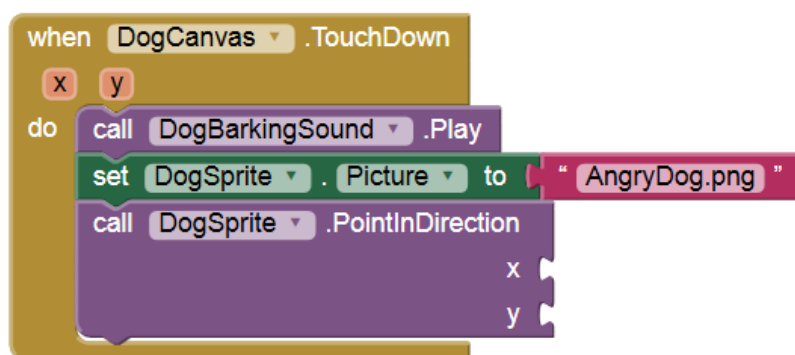 when DogCanvas .TouchDown
x y
do call DogBarkingSound .Play
set DogSprite . Picture to " AngryDog.png "
call DogSprite .PointInDirection
x
y